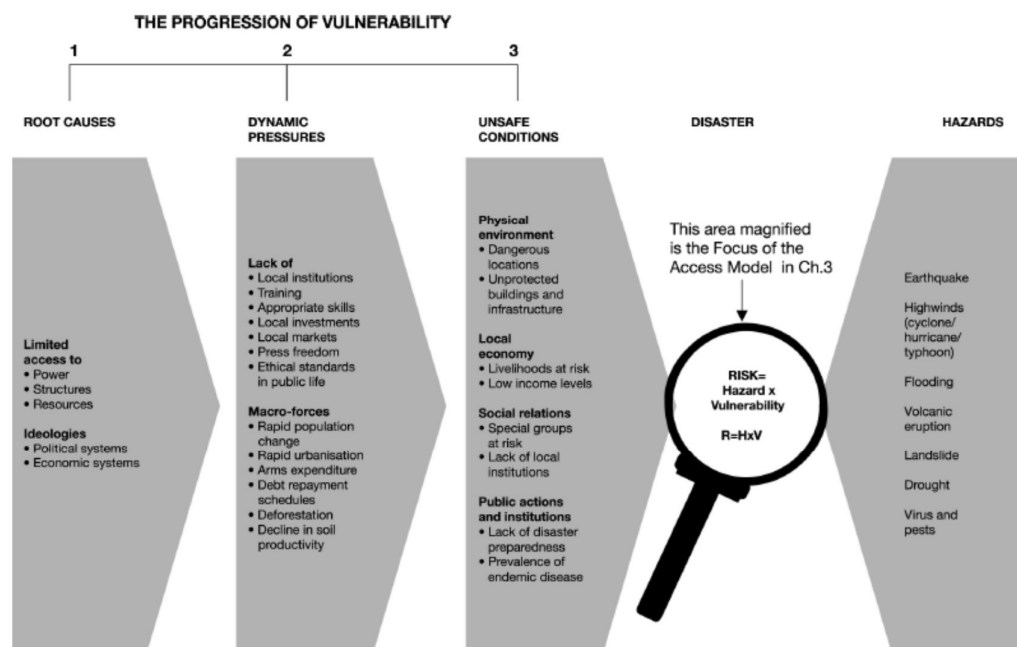 THE PROGRESSION OF VULNERABILITY
1
2
3
ROOT CAUSES
DYNAMIC
PRESSURES
UNSAFE
CONDITIONS
DISASTER
HAZARDS
Limited
access to
• Power
• Structures
• Resources
Ideologies
• Political systems
• Economic systems
Lack of
• Local institutions
• Training
• Appropriate skills
• Local investments
• Local markets
• Press freedom
• Ethical standards
in public life
Macro-forces
• Rapid population
change
• Rapid urbanisation
• Arms expenditure
• Debt repayment
schedules
• Deforestation
• Decline in soil
productivity
Physical
environment
• Dangerous
locations
• Unprotected
buildings and
infrastructure
Local
economy
• Livelihoods at risk
• Low income levels
Social relations
• Special groups
at risk
• Lack of local
institutions
Public actions
and institutions
• Lack of disaster
preparedness
• Prevalence of
endemic disease
This area magnified
is the Focus of the
Access Model in Ch.3
RISK=
Hazard x
Vulnerability
R=HxV
Earthquake
Highwinds
(cyclone/
hurricane/
typhoon)
Flooding
Volcanic
eruption
Landslide
Drought
Virus and
pests